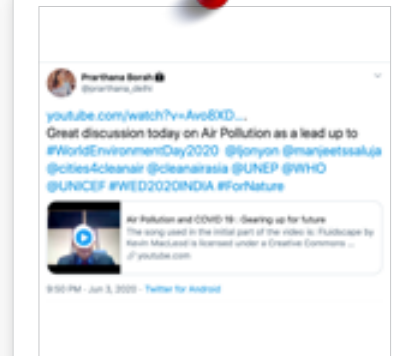 Prarthana Borah
@prarthana_delhi
youtube.com/watch?v=Avo8XD...
Great discussion today on Air Pollution as a lead up to
#WorldEnvironmentDay2020 @ljonyon @manjeetssaluja
@cities4cleanair @cleanairasia @UNEP @WHO
@UNICEF #WED2020INDIA #ForNature
Air Pollution and COVID 19 : Gearing up for future
The song used in the initial part of the video is: Fluidscape by
Kevin MacLeod is licensed under a Creative Commons ...
youtube.com
9:50 PM · Jun 3, 2020 · Twitter for Android